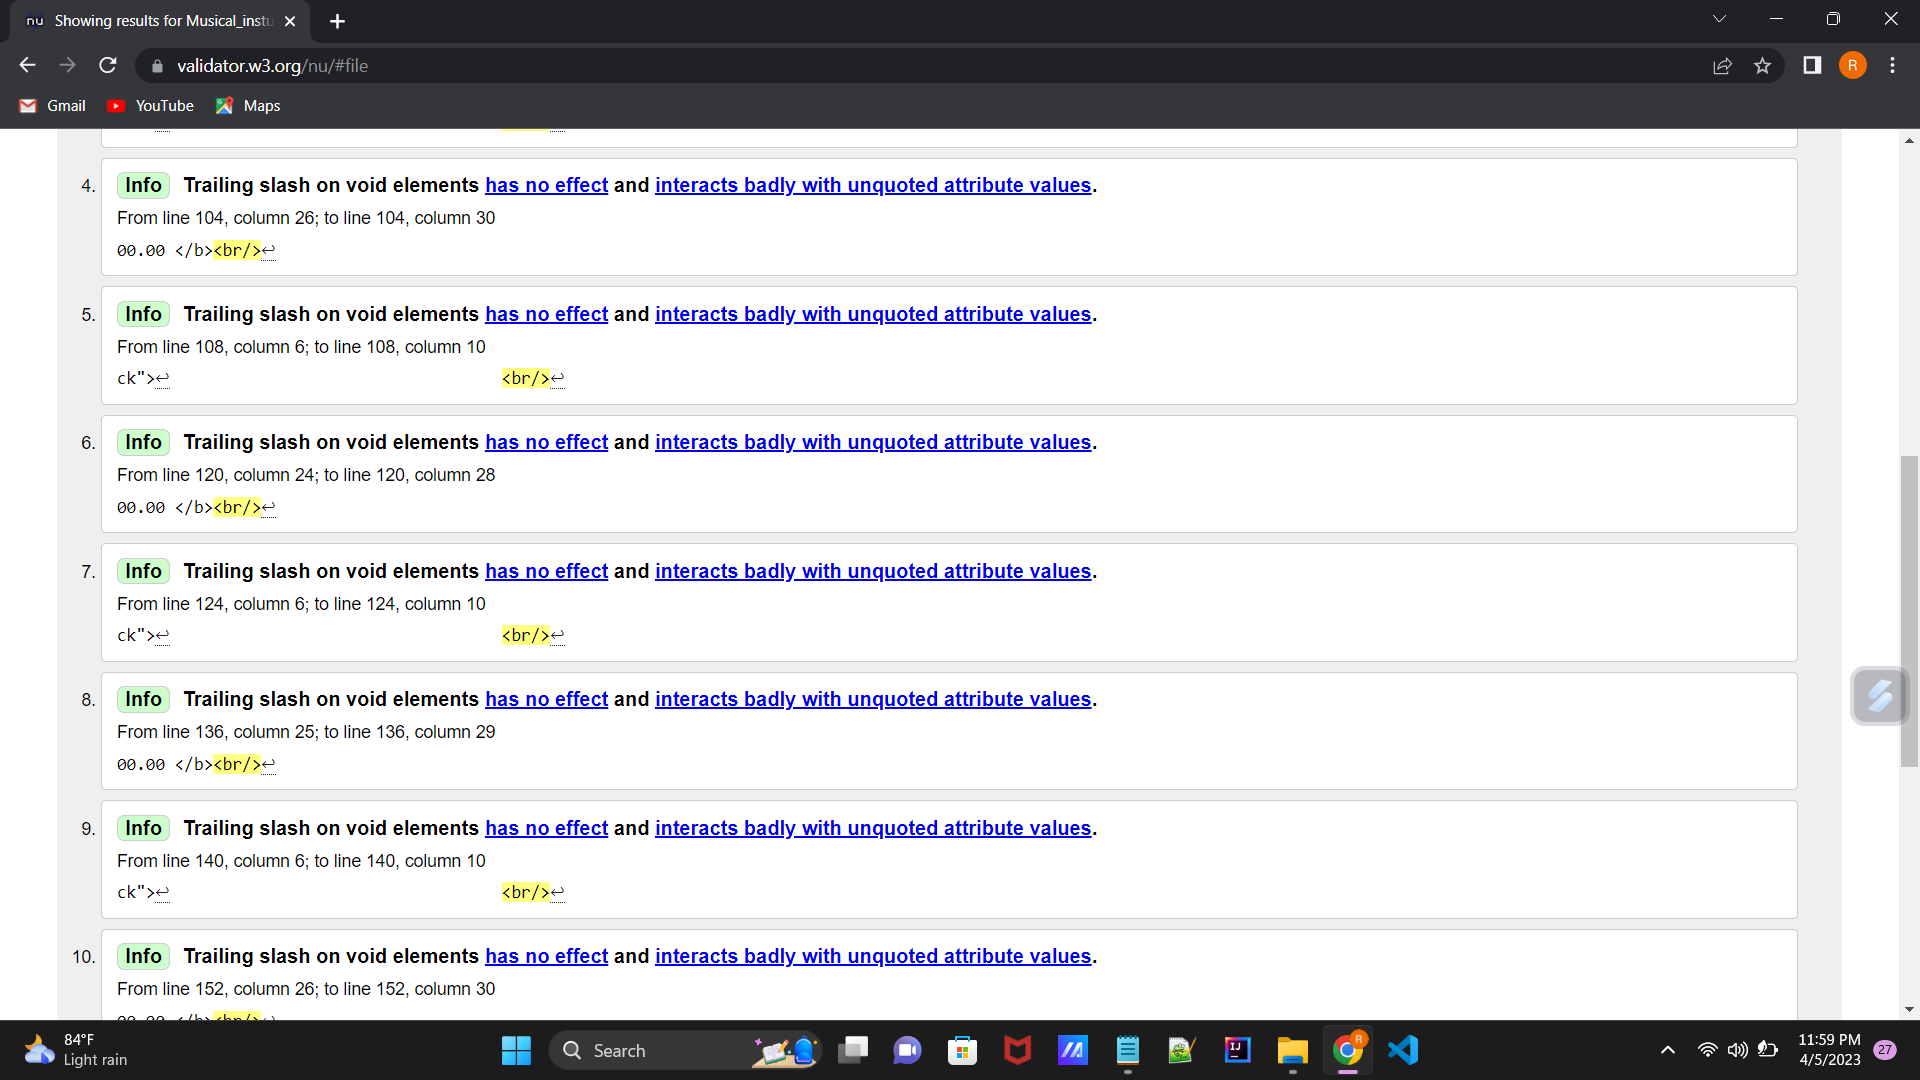 nu Showing results for Musical_instu
validator.w3.org/nu/#file
R
Gmail YouTube Maps
4. Info Trailing slash on void elements has no effect and interacts badly with unquoted attribute values.
From line 104, column 26; to line 104, column 30
00.00 </b><br/>↩
5. Info Trailing slash on void elements has no effect and interacts badly with unquoted attribute values.
From line 108, column 6; to line 108, column 10
ck">↩ <br/>↩
6. Info Trailing slash on void elements has no effect and interacts badly with unquoted attribute values.
From line 120, column 24; to line 120, column 28
00.00 </b><br/>↩
7. Info Trailing slash on void elements has no effect and interacts badly with unquoted attribute values.
From line 124, column 6; to line 124, column 10
ck">↩ <br/>↩
8. Info Trailing slash on void elements has no effect and interacts badly with unquoted attribute values.
From line 136, column 25; to line 136, column 29
00.00 </b><br/>↩
9. Info Trailing slash on void elements has no effect and interacts badly with unquoted attribute values.
From line 140, column 6; to line 140, column 10
ck">↩ <br/>↩
10. Info Trailing slash on void elements has no effect and interacts badly with unquoted attribute values.
From line 152, column 26; to line 152, column 30
00.00 </b><br/>↩
84°F
Light rain
Search
IJ
R
11:59 PM
4/5/2023
27